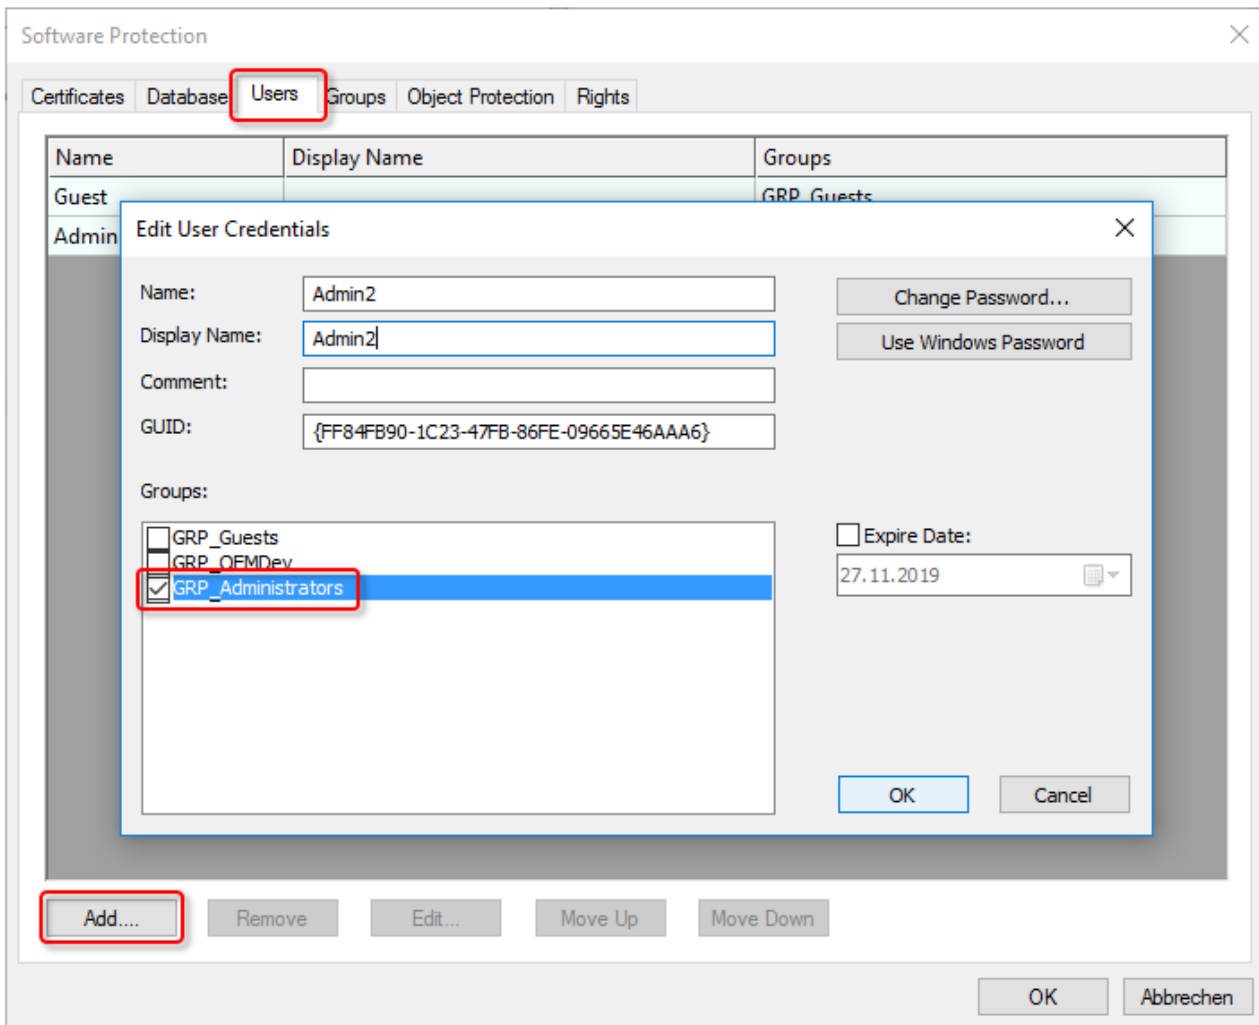 Software Protection
Certificates Database Users Groups Object Protection Rights
Name Display Name Groups
Guest GRP_Guests
Admin
Edit User Credentials
Name: Admin2 Change Password...
Display Name: Admin2 Use Windows Password
Comment:
GUID: {FF84FB90-1C23-47FB-86FE-09665E46AAA6}
Groups:
GRP_Guests Expire Date:
GRP_OEMDev
GRP_Administrators 27.11.2019
OK Cancel
Add.... Remove Edit... Move Up Move Down
OK Abbrechen